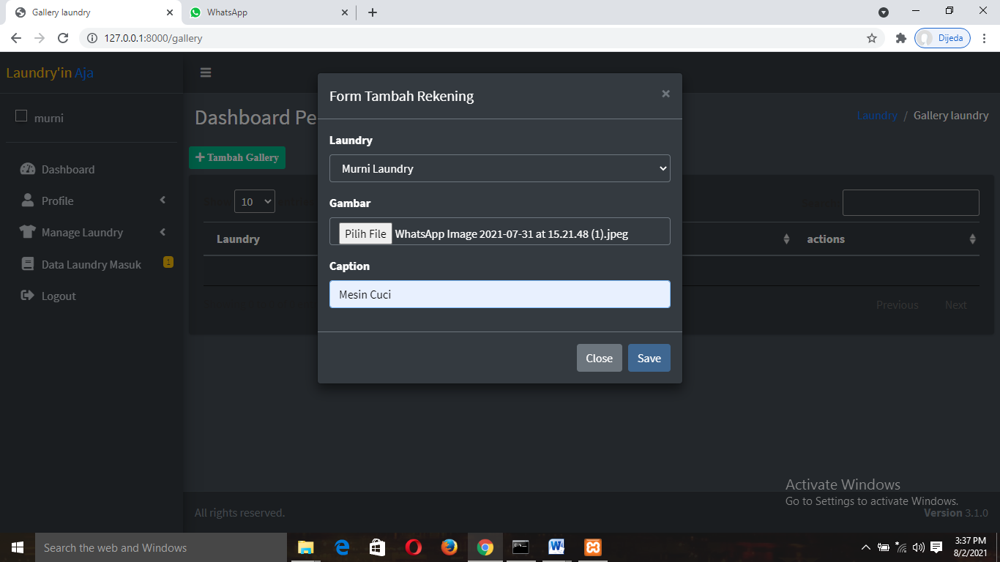 Gallery laundry
WhatsApp
127.0.0.1:8000/gallery
Dijeda
Laundry'in Aja
murni
Dashboard
Profile
Manage Laundry
Data Laundry Masuk 1
Logout
Dashboard Pe
Laundry / Gallery laundry
Tambah Gallery
10
Laundry
actions
Previous
Next
Form Tambah Rekening
×
Laundry
Murni Laundry
Gambar
Pilih File WhatsApp Image 2021-07-31 at 15.21.48 (1).jpeg
Caption
Mesin Cuci
Close
Save
Activate Windows
Go to Settings to activate Windows.
All rights reserved.
Version 3.1.0
Search the web and Windows
3:37 PM
8/2/2021